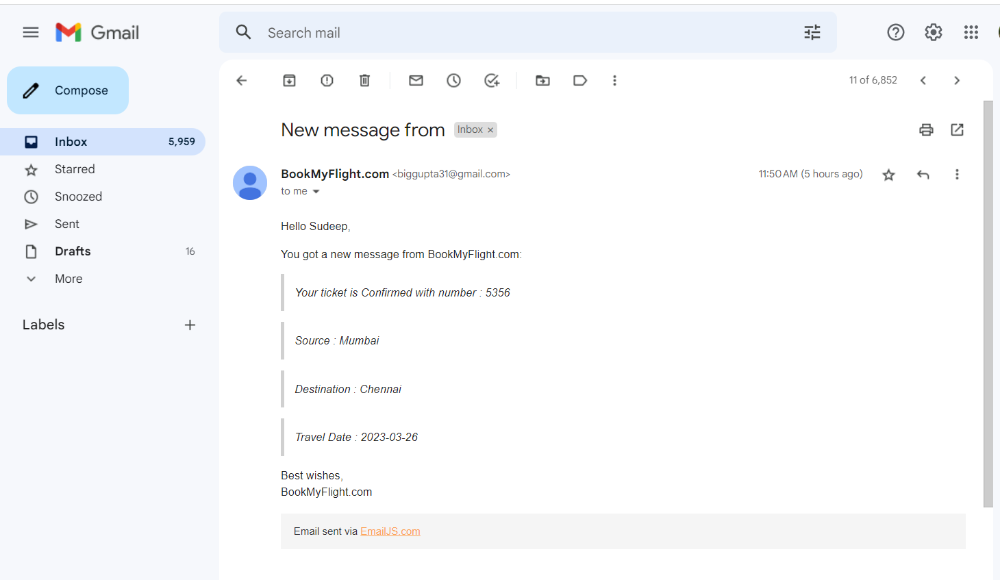 Gmail
Search mail
Compose
11 of 6,852
Inbox 5,959
Starred
Snoozed
Sent
Drafts 16
More
Labels
New message from Inbox ×
BookMyFlight.com <biggupta31@gmail.com> 11:50 AM (5 hours ago)
to me
Hello Sudeep,
You got a new message from BookMyFlight.com:
Your ticket is Confirmed with number : 5356
Source : Mumbai
Destination : Chennai
Travel Date : 2023-03-26
Best wishes,
BookMyFlight.com
Email sent via EmailJS.com